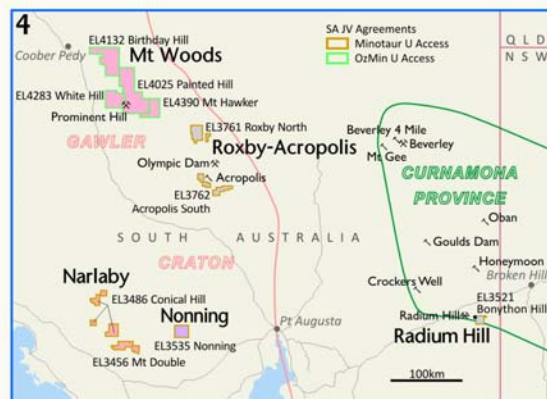 4
SA JV Agreements
Minotaur U Access
OzMin U Access
QLD
NSW
EL4132 Birthday Hill
Coober Pedy
Mt Woods
EL4025 Painted Hill
EL4283 White Hill
EL4390 Mt Hawker
Prominent Hill
GAWLER
EL3761 Roxby North
Roxby-Acropolis
Olympic Dam
Acropolis
EL3762
Acropolis South
Beverley 4 Mile
Beverley
Mt Gee
CURNAMONA
PROVINCE
Oban
SOUTH AUSTRALIA
Goulds Dam
CRATON
Honeymoon
Narlaby
Crockers Well
Broken Hill
EL3486 Conical Hill
Nonning
EL3521
Radium Hill
Bonython Hill
Pt Augusta
EL3535 Nonning
Radium Hill
EL3456 Mt Double
100km